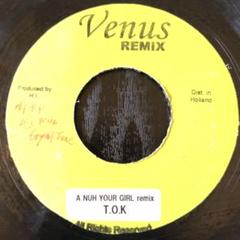 Venus
REMIX
Produced by
H.I.
Dist. in
Holland
A NUH YOUR GIRL remix
T.O.K
All Rights Reserved